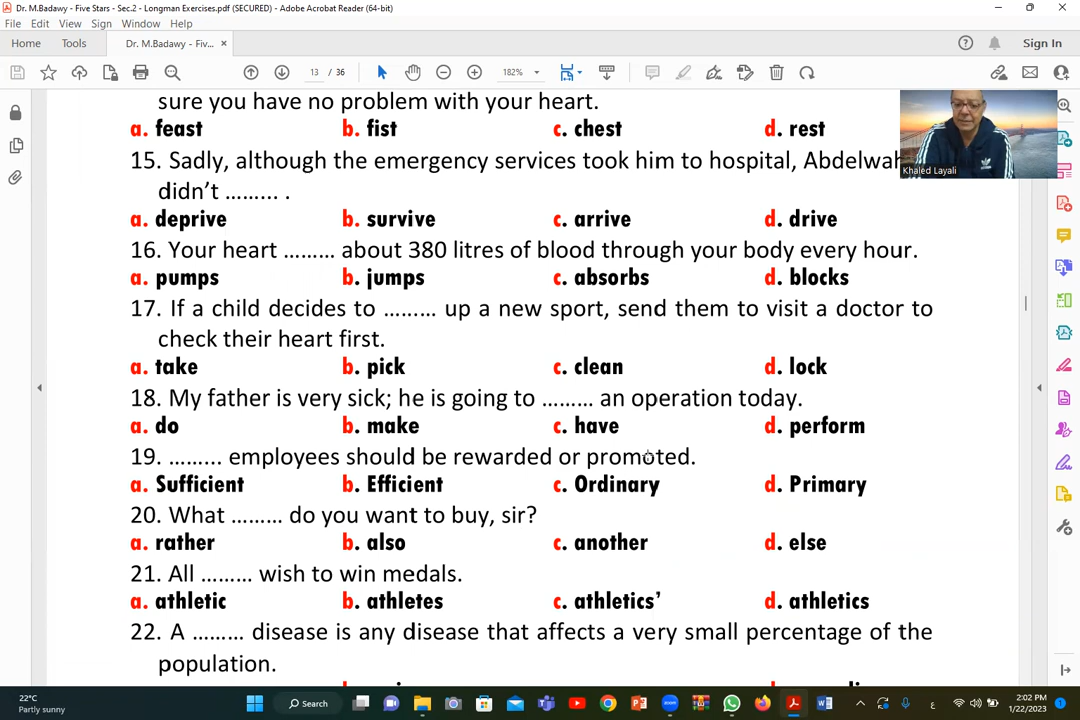 Dr. M.Badawy - Five Stars - Sec.2 - Longman Exercises.pdf (SECURED) - Adobe Acrobat Reader (64-bit)
File Edit View Sign Window Help
Home Tools Dr. M.Badawy - Fiv... × Sign In
13 / 36 182%
sure you have no problem with your heart.
a. feast b. fist c. chest d. rest
Khaled Layali
15. Sadly, although the emergency services took him to hospital, Abdelwah
didn't ......... .
a. deprive b. survive c. arrive d. drive
16. Your heart ......... about 380 litres of blood through your body every hour.
a. pumps b. jumps c. absorbs d. blocks
17. If a child decides to ......... up a new sport, send them to visit a doctor to
check their heart first.
a. take b. pick c. clean d. lock
18. My father is very sick; he is going to ......... an operation today.
a. do b. make c. have d. perform
19. ......... employees should be rewarded or promoted.
a. Sufficient b. Efficient c. Ordinary d. Primary
20. What ......... do you want to buy, sir?
a. rather b. also c. another d. else
21. All ......... wish to win medals.
a. athletic b. athletes c. athletics' d. athletics
22. A ......... disease is any disease that affects a very small percentage of the
population.
22°C
Partly sunny
Search
ع
2:02 PM
1/22/2023